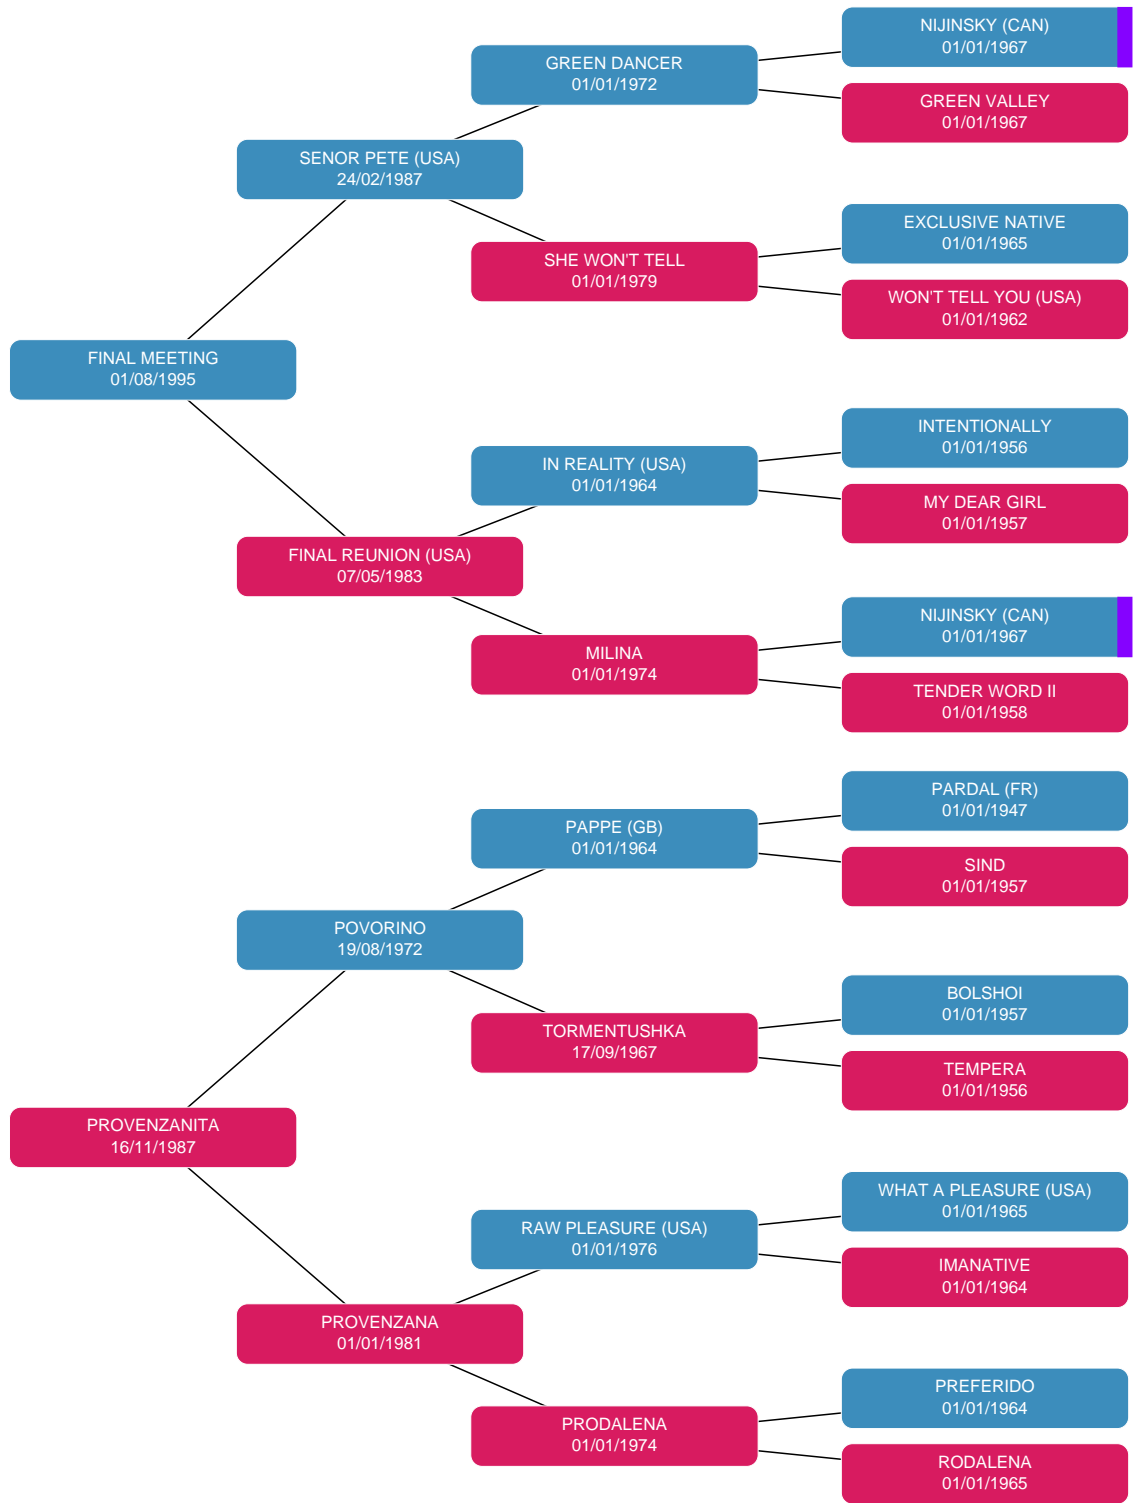 NIJINSKY (CAN)
01/01/1967
GREEN DANCER
01/01/1972
GREEN VALLEY
01/01/1967
SENOR PETE (USA)
24/02/1987
EXCLUSIVE NATIVE
01/01/1965
SHE WON'T TELL
01/01/1979
WON'T TELL YOU (USA)
01/01/1962
FINAL MEETING
01/08/1995
INTENTIONALLY
01/01/1956
IN REALITY (USA)
01/01/1964
MY DEAR GIRL
01/01/1957
FINAL REUNION (USA)
07/05/1983
NIJINSKY (CAN)
01/01/1967
MILINA
01/01/1974
TENDER WORD II
01/01/1958
PARDAL (FR)
01/01/1947
PAPPE (GB)
01/01/1964
SIND
01/01/1957
POVORINO
19/08/1972
BOLSHOI
01/01/1957
TORMENTUSHKA
17/09/1967
TEMPERA
01/01/1956
PROVENZANITA
16/11/1987
WHAT A PLEASURE (USA)
01/01/1965
RAW PLEASURE (USA)
01/01/1976
IMANATIVE
01/01/1964
PROVENZANA
01/01/1981
PREFERIDO
01/01/1964
PRODALENA
01/01/1974
RODALENA
01/01/1965